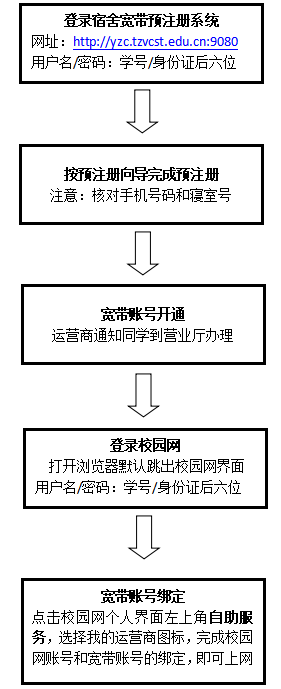 登录宿舍宽带预注册系统
网址：http://yzc.tzvcst.edu.cn:9080
用户名/密码：学号/身份证后六位
按预注册向导完成预注册
注意：核对手机号码和寝室号
宽带账号开通
运营商通知同学到营业厅办理
登录校园网
打开浏览器默认跳出校园网界面
用户名/密码：学号/身份证后六位
宽带账号绑定
点击校园网个人界面左上角自助服
务，选择我的运营商图标，完成校园
网账号和宽带账号的绑定，即可上网